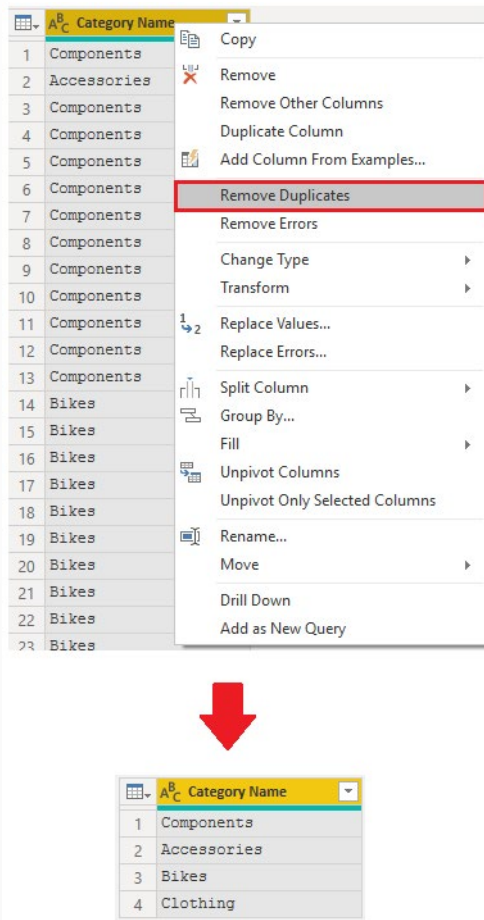 ABC Category Name
1 Components
2 Accessories
3 Components
4 Components
5 Components
6 Components
7 Components
8 Components
9 Components
10 Components
11 Components
12 Components
13 Components
14 Bikes
15 Bikes
16 Bikes
17 Bikes
18 Bikes
19 Bikes
20 Bikes
21 Bikes
22 Bikes
23 Bikes
Copy
Remove
Remove Other Columns
Duplicate Column
Add Column From Examples...
Remove Duplicates
Remove Errors
Change Type
Transform
1 2 Replace Values...
Replace Errors...
Split Column
Group By...
Fill
Unpivot Columns
Unpivot Only Selected Columns
Rename...
Move
Drill Down
Add as New Query
ABC Category Name
1 Components
2 Accessories
3 Bikes
4 Clothing